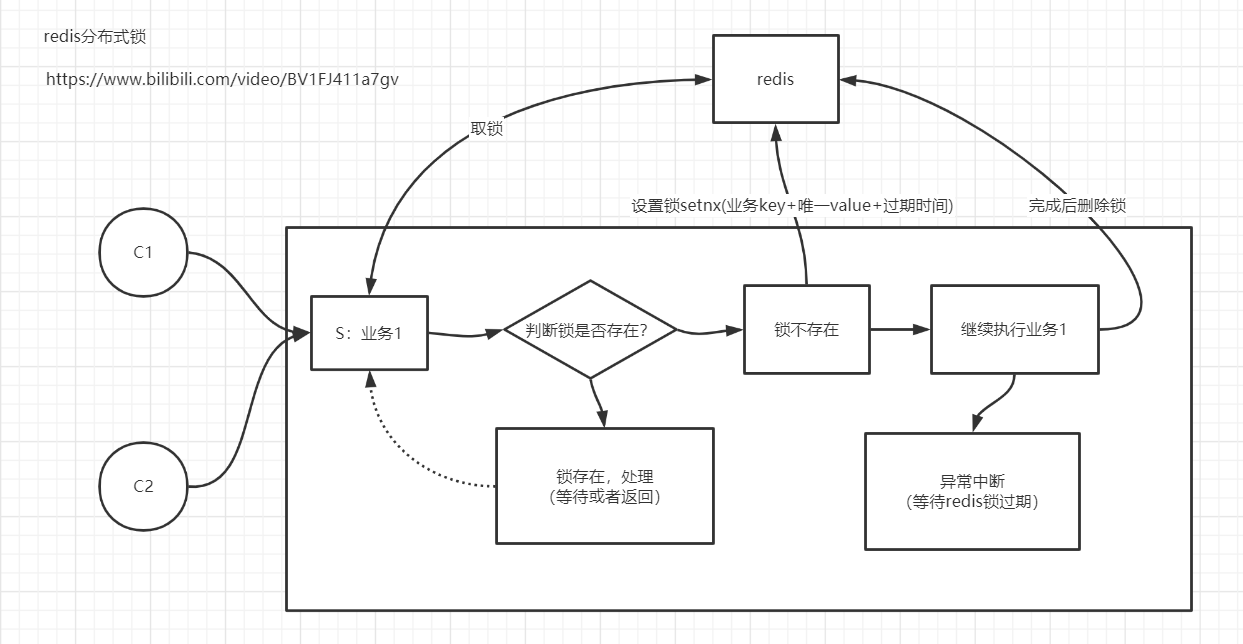 redis分布式锁
https://www.bilibili.com/video/BV1FJ411a7gv
redis
取锁
设置锁setnx(业务key+唯一value+过期时间)
完成后删除锁
C1
S：业务1
判断锁是否存在？
锁不存在
继续执行业务1
C2
锁存在，处理
（等待或者返回）
异常中断
（等待redis锁过期）